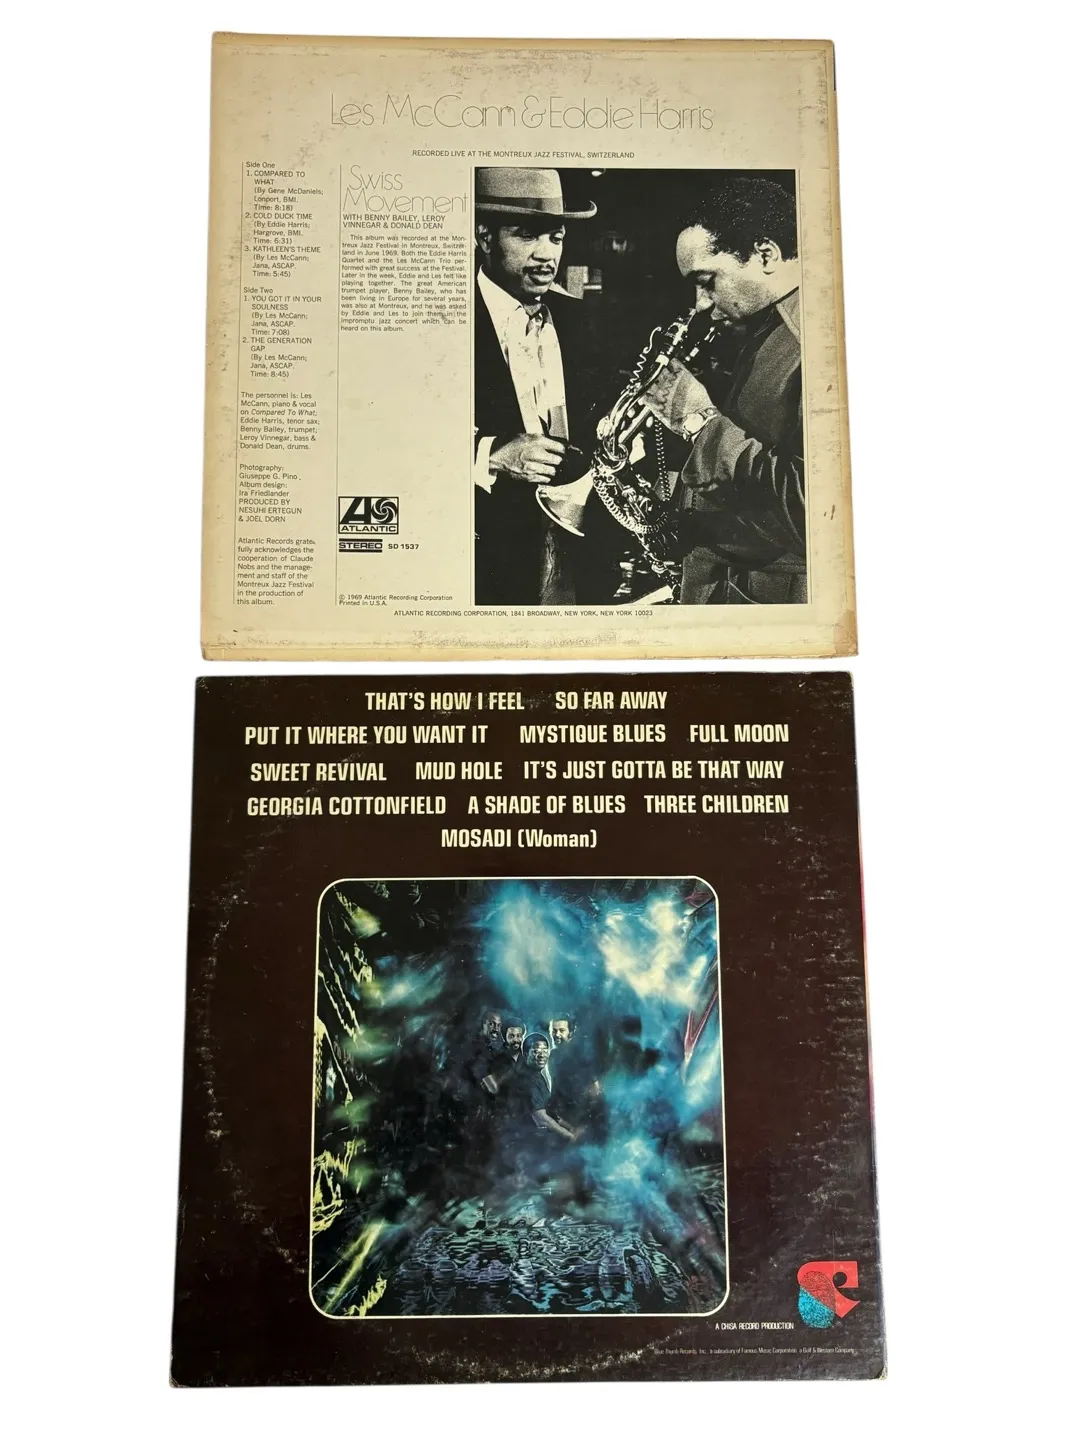 Les McCann & Eddie Harris
RECORDED LIVE AT THE MONTREUX JAZZ FESTIVAL, SWITZERLAND
Side One
1. COMPARED TO
WHAT
(By Gene McDaniels;
Lonport, BMI.
Time: 8:18)
2. COLD DUCK TIME
(By Eddie Harris;
Hargrove, BMI.
Time: 6:31)
3. KATHLEEN'S THEME
(By Les McCann;
Jana, ASCAP.
Time: 5:45)
Side Two
1. YOU GOT IT IN YOUR
SOULNESS
(By Les McCann;
Jana, ASCAP.
Time: 7:08)
2. THE GENERATION
GAP
(By Les McCann;
Jana, ASCAP.
Time: 8:45)
The personnel is: Les
McCann, piano & vocal
on Compared To What;
Eddie Harris, tenor sax;
Benny Bailey, trumpet;
Leroy Vinnegar, bass &
Donald Dean, drums.
Photography:
Giuseppe G. Pino
Album design:
Ira Friedlander
PRODUCED BY
NESUHI ERTEGUN
& JOEL DORN
Atlantic Records grate-
fully acknowledges the
cooperation of Claude
Nobs and the manage-
ment and staff of the
Montreux Jazz Festival
in the production of
this album.
Swiss
Movement
WITH BENNY BAILEY, LEROY
VINNEGAR & DONALD DEAN
This album was recorded at the Mon-
treux Jazz Festival in Montreux, Switzer-
land in June 1969. Both the Eddie Harris
Quartet and the Les McCann Trio per-
formed with great success at the Festival.
Later in the week, Eddie and Les felt like
playing together. The great American
trumpet player, Benny Bailey, who has
been living in Europe for several years,
was also at Montreux, and he was asked
by Eddie and Les to join them in the
impromptu jazz concert which can be
heard on this album.
ATLANTIC
STEREO SD 1537
© 1969 Atlantic Recording Corporation
Printed in U.S.A.
ATLANTIC RECORDING CORPORATION, 1841 BROADWAY, NEW YORK, NEW YORK 10023
THAT'S HOW I FEEL SO FAR AWAY
PUT IT WHERE YOU WANT IT MYSTIQUE BLUES FULL MOON
SWEET REVIVAL MUD HOLE IT'S JUST GOTTA BE THAT WAY
GEORGIA COTTONFIELD A SHADE OF BLUES THREE CHILDREN
MOSADI (Woman)
A CHISA RECORD PRODUCTION
Blue Thumb Records, Inc., a subsidiary of Famous Music Corporation, a Gulf & Western Company